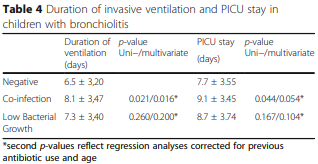 Table 4 Duration of invasive ventilation and PICU stay in
children with bronchiolitis
Duration of ventilation (days) p-value Uni–/multivariate PICU stay (days) p-value Uni–/multivariate
Negative 6.5 ± 3,20 7.7 ± 3.55
Co-infection 8.1 ± 3,47 0.021/0.016* 9.1 ± 3.45 0.044/0.054*
Low Bacterial Growth 7.3 ± 3,40 0.260/0.200* 8.7 ± 3.74 0.167/0.104*
*second p-values reflect regression analyses corrected for previous
antibiotic use and age